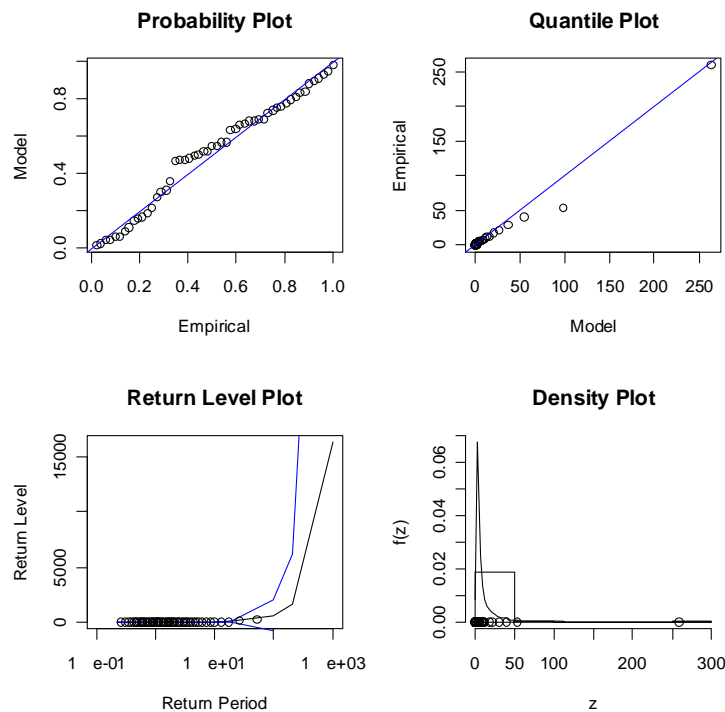 Probability Plot
Model
0.0 0.4 0.8
0.0 0.2 0.4 0.6 0.8 1.0
Empirical
Quantile Plot
Empirical
0 50 150 250
0 50 100 150 200 250
Model
Return Level Plot
Return Level
0 5000 15000
1 e-01 1 e+01 1 e+03
Return Period
Density Plot
f(z)
0.00 0.02 0.04 0.06
0 50 150 250 300
z